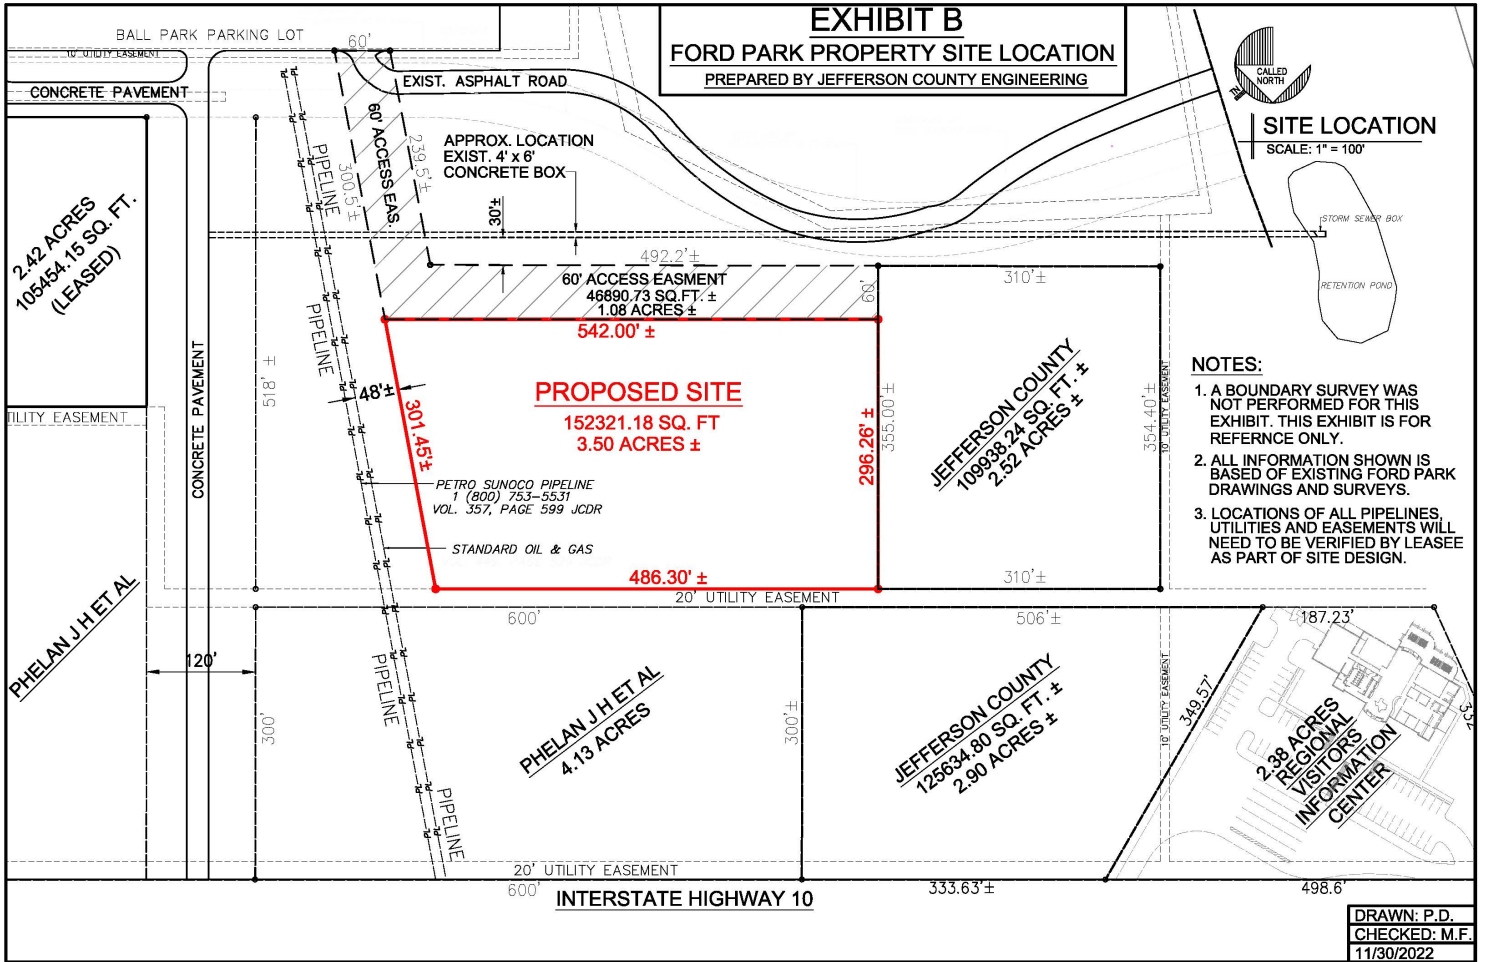 EXHIBIT B
FORD PARK PROPERTY SITE LOCATION
PREPARED BY JEFFERSON COUNTY ENGINEERING
BALL PARK PARKING LOT
10' UTILITY EASEMENT
CONCRETE PAVEMENT
60'
EXIST. ASPHALT ROAD
CALLED
NORTH
SITE LOCATION
SCALE: 1" = 100'
60' ACCESS EAS.
239.5'±
300.5'±
PIPELINE
APPROX. LOCATION
EXIST. 4' x 6'
CONCRETE BOX
30'±
2.42 ACRES
105454.15 SQ. FT.
(LEASED)
STORM SEWER BOX
RETENTION POND
492.2'±
60' ACCESS EASMENT
46890.73 SQ.FT. ±
1.08 ACRES ±
60'
310'±
PIPELINE
542.00' ±
518' ±
CONCRETE PAVEMENT
48'±
301.45'±
PROPOSED SITE
152321.18 SQ. FT
3.50 ACRES ±
296.26' ±
355.00'±
JEFFERSON COUNTY
109938.24 SQ. FT. ±
2.52 ACRES ±
354.40'±
10' UTILITY EASEMENT
NOTES:
1. A BOUNDARY SURVEY WAS
NOT PERFORMED FOR THIS
EXHIBIT. THIS EXHIBIT IS FOR
REFERNCE ONLY.
2. ALL INFORMATION SHOWN IS
BASED OF EXISTING FORD PARK
DRAWINGS AND SURVEYS.
3. LOCATIONS OF ALL PIPELINES,
UTILITIES AND EASEMENTS WILL
NEED TO BE VERIFIED BY LEASEE
AS PART OF SITE DESIGN.
TILITY EASEMENT
PETRO SUNOCO PIPELINE
1 (800) 753-5531
VOL. 357, PAGE 599 JCDR
STANDARD OIL & GAS
486.30' ±
310'±
20' UTILITY EASEMENT
PHELAN J H ET AL
120'
600'
506'±
187.23'
PIPELINE
300'
PHELAN J H ET AL
4.13 ACRES
300'±
JEFFERSON COUNTY
125634.80 SQ. FT. ±
2.90 ACRES ±
10' UTILITY EASEMENT
349.57'
332
2.38 ACRES
REGIONAL
VISITORS
INFORMATION
CENTER
PIPELINE
20' UTILITY EASEMENT
600'
INTERSTATE HIGHWAY 10
333.63'±
498.6'
DRAWN: P.D.
CHECKED: M.F.
11/30/2022